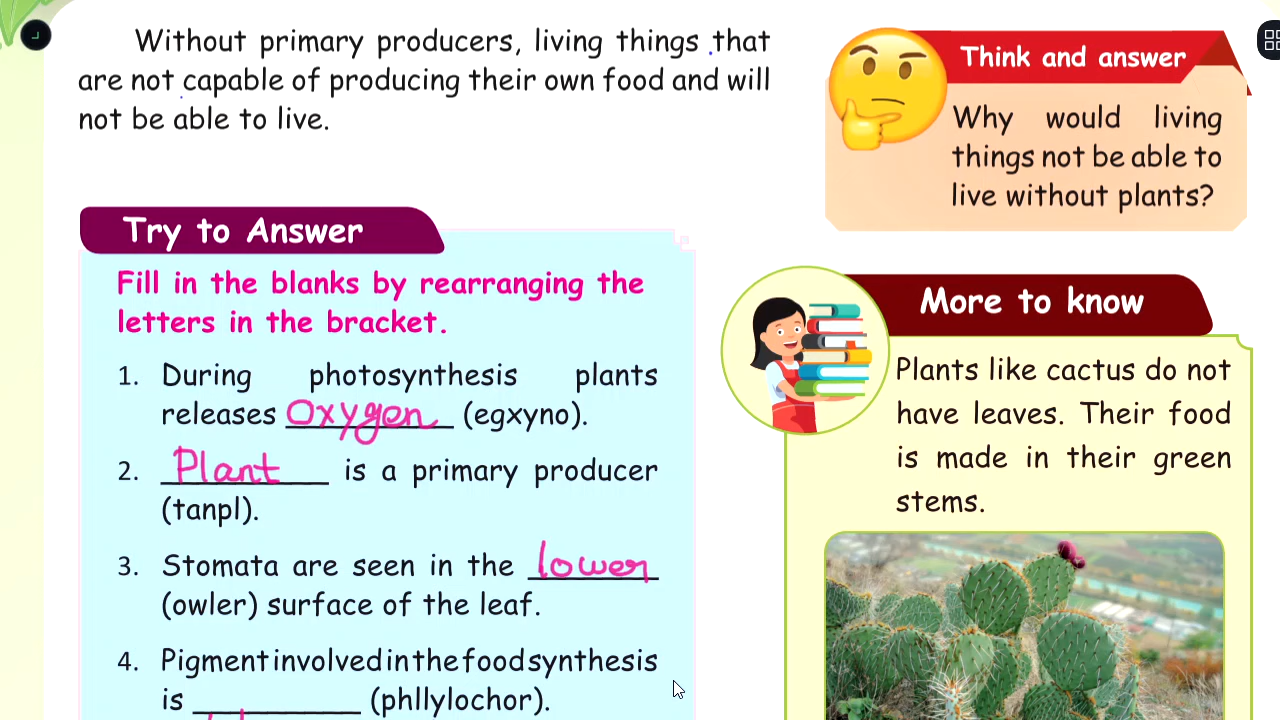 Without primary producers, living things that
are not capable of producing their own food and will
not be able to live.
Think and answer
Why would living
things not be able to
live without plants?
Try to Answer
Fill in the blanks by rearranging the
letters in the bracket.
1. During photosynthesis plants
releases Oxygen (egxyno).
2. Plant is a primary producer
(tanpl).
3. Stomata are seen in the lower
(owler) surface of the leaf.
4. Pigment involved in the food synthesis
is _________ (phllylochor).
More to know
Plants like cactus do not
have leaves. Their food
is made in their green
stems.